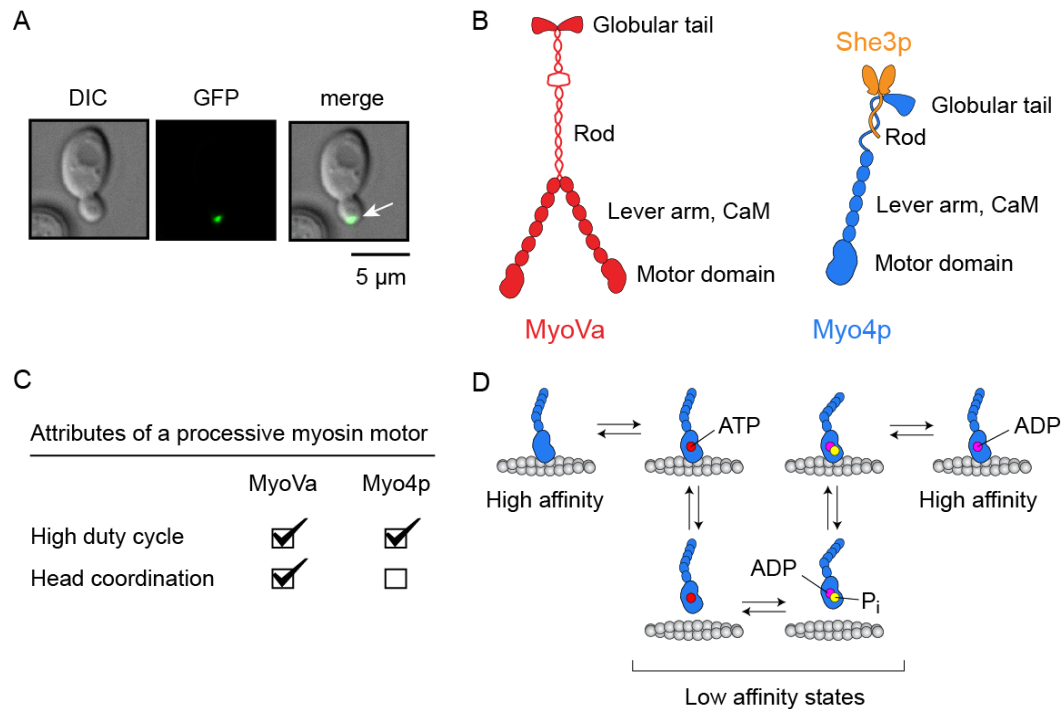 A
DIC
GFP
merge
5 µm
B
Globular tail
Rod
Lever arm, CaM
Motor domain
MyoVa
She3p
Globular tail
Rod
Lever arm, CaM
Motor domain
Myo4p
C
Attributes of a processive myosin motor
MyoVa Myo4p
High duty cycle
Head coordination
D
ATP
ADP
High affinity
High affinity
ADP
Pi
Low affinity states